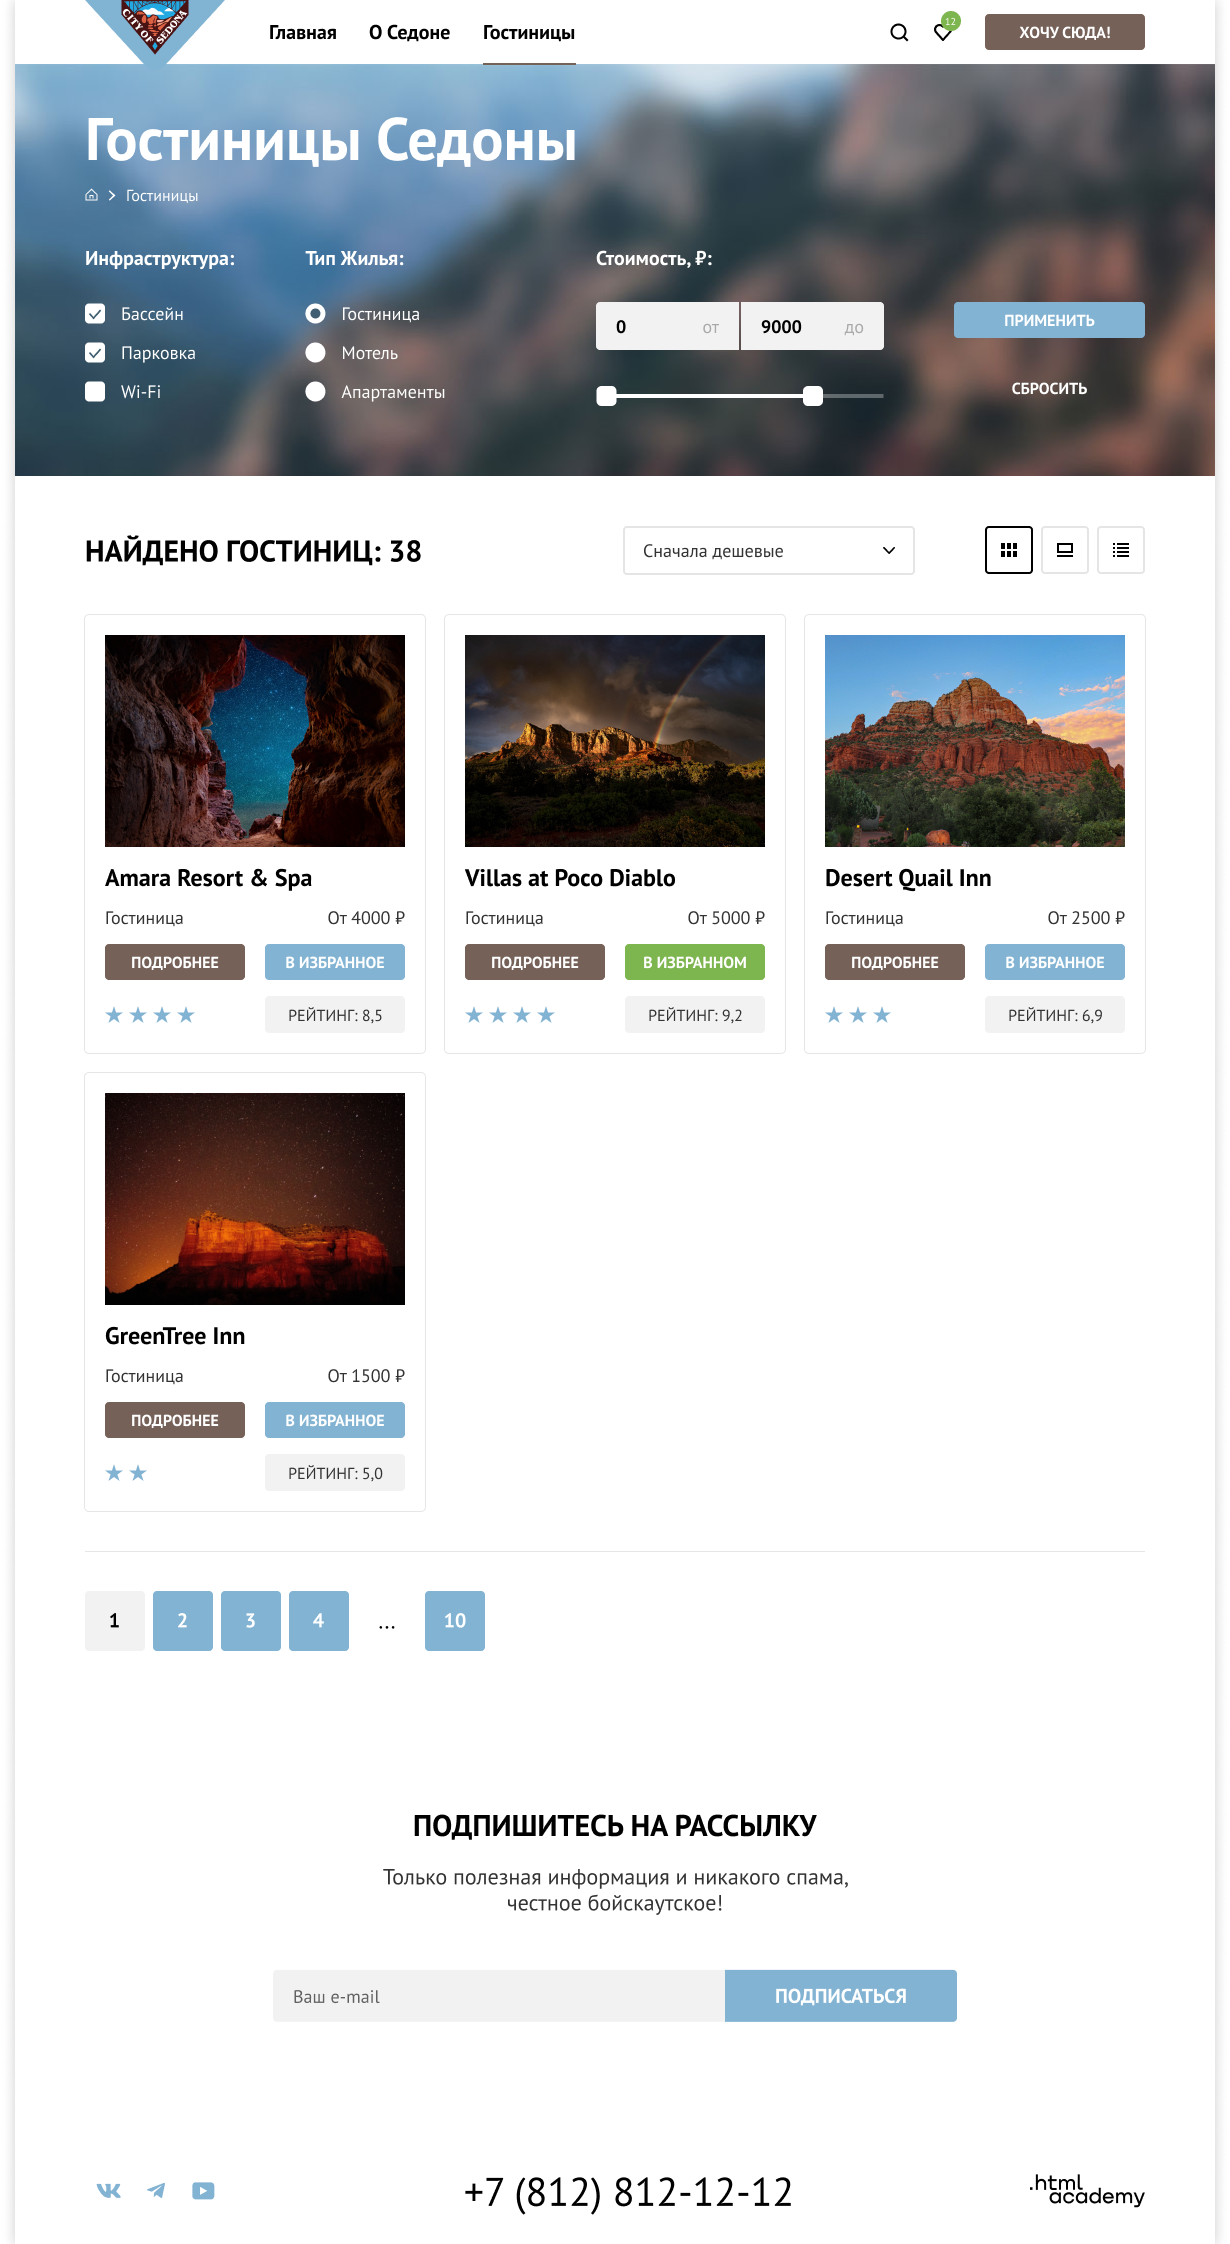 CITY OF SEDONA
Главная О Седоне Гостиницы 12 ХОЧУ СЮДА!
Гостиницы Седоны
Гостиницы
Инфраструктура: Тип Жилья: Стоимость, ₽:
Бассейн Гостиница 0 от 9000 до ПРИМЕНИТЬ
Парковка Мотель
Wi-Fi Апартаменты СБРОСИТЬ
НАЙДЕНО ГОСТИНИЦ: 38 Сначала дешевые
Amara Resort & Spa Villas at Poco Diablo Desert Quail Inn
Гостиница От 4000 ₽ Гостиница От 5000 ₽ Гостиница От 2500 ₽
ПОДРОБНЕЕ В ИЗБРАННОЕ ПОДРОБНЕЕ В ИЗБРАННОМ ПОДРОБНЕЕ В ИЗБРАННОЕ
РЕЙТИНГ: 8,5 РЕЙТИНГ: 9,2 РЕЙТИНГ: 6,9
GreenTree Inn
Гостиница От 1500 ₽
ПОДРОБНЕЕ В ИЗБРАННОЕ
РЕЙТИНГ: 5,0
1 2 3 4 ... 10
ПОДПИШИТЕСЬ НА РАССЫЛКУ
Только полезная информация и никакого спама,
честное бойскаутское!
Ваш e-mail ПОДПИСАТЬСЯ
+7 (812) 812-12-12
.html
academy